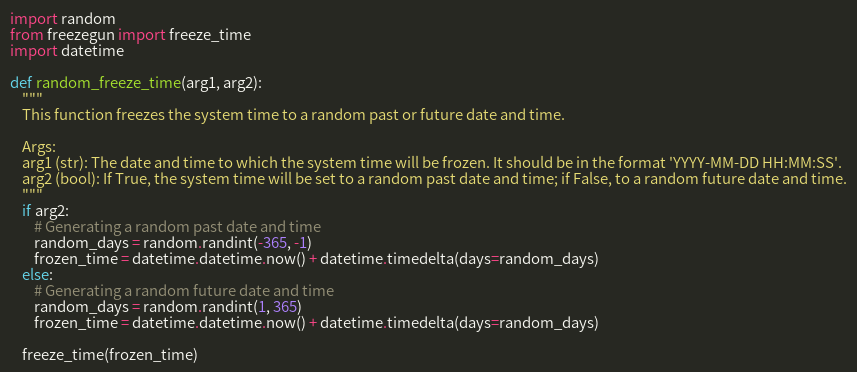 import random
from freezegun import freeze_time
import datetime

def random_freeze_time(arg1, arg2):
    """
    This function freezes the system time to a random past or future date and time.

    Args:
    arg1 (str): The date and time to which the system time will be frozen. It should be in the format 'YYYY-MM-DD HH:MM:SS'.
    arg2 (bool): If True, the system time will be set to a random past date and time; if False, to a random future date and time.
    """
    if arg2:
        # Generating a random past date and time
        random_days = random.randint(-365, -1)
        frozen_time = datetime.datetime.now() + datetime.timedelta(days=random_days)
    else:
        # Generating a random future date and time
        random_days = random.randint(1, 365)
        frozen_time = datetime.datetime.now() + datetime.timedelta(days=random_days)

    freeze_time(frozen_time)